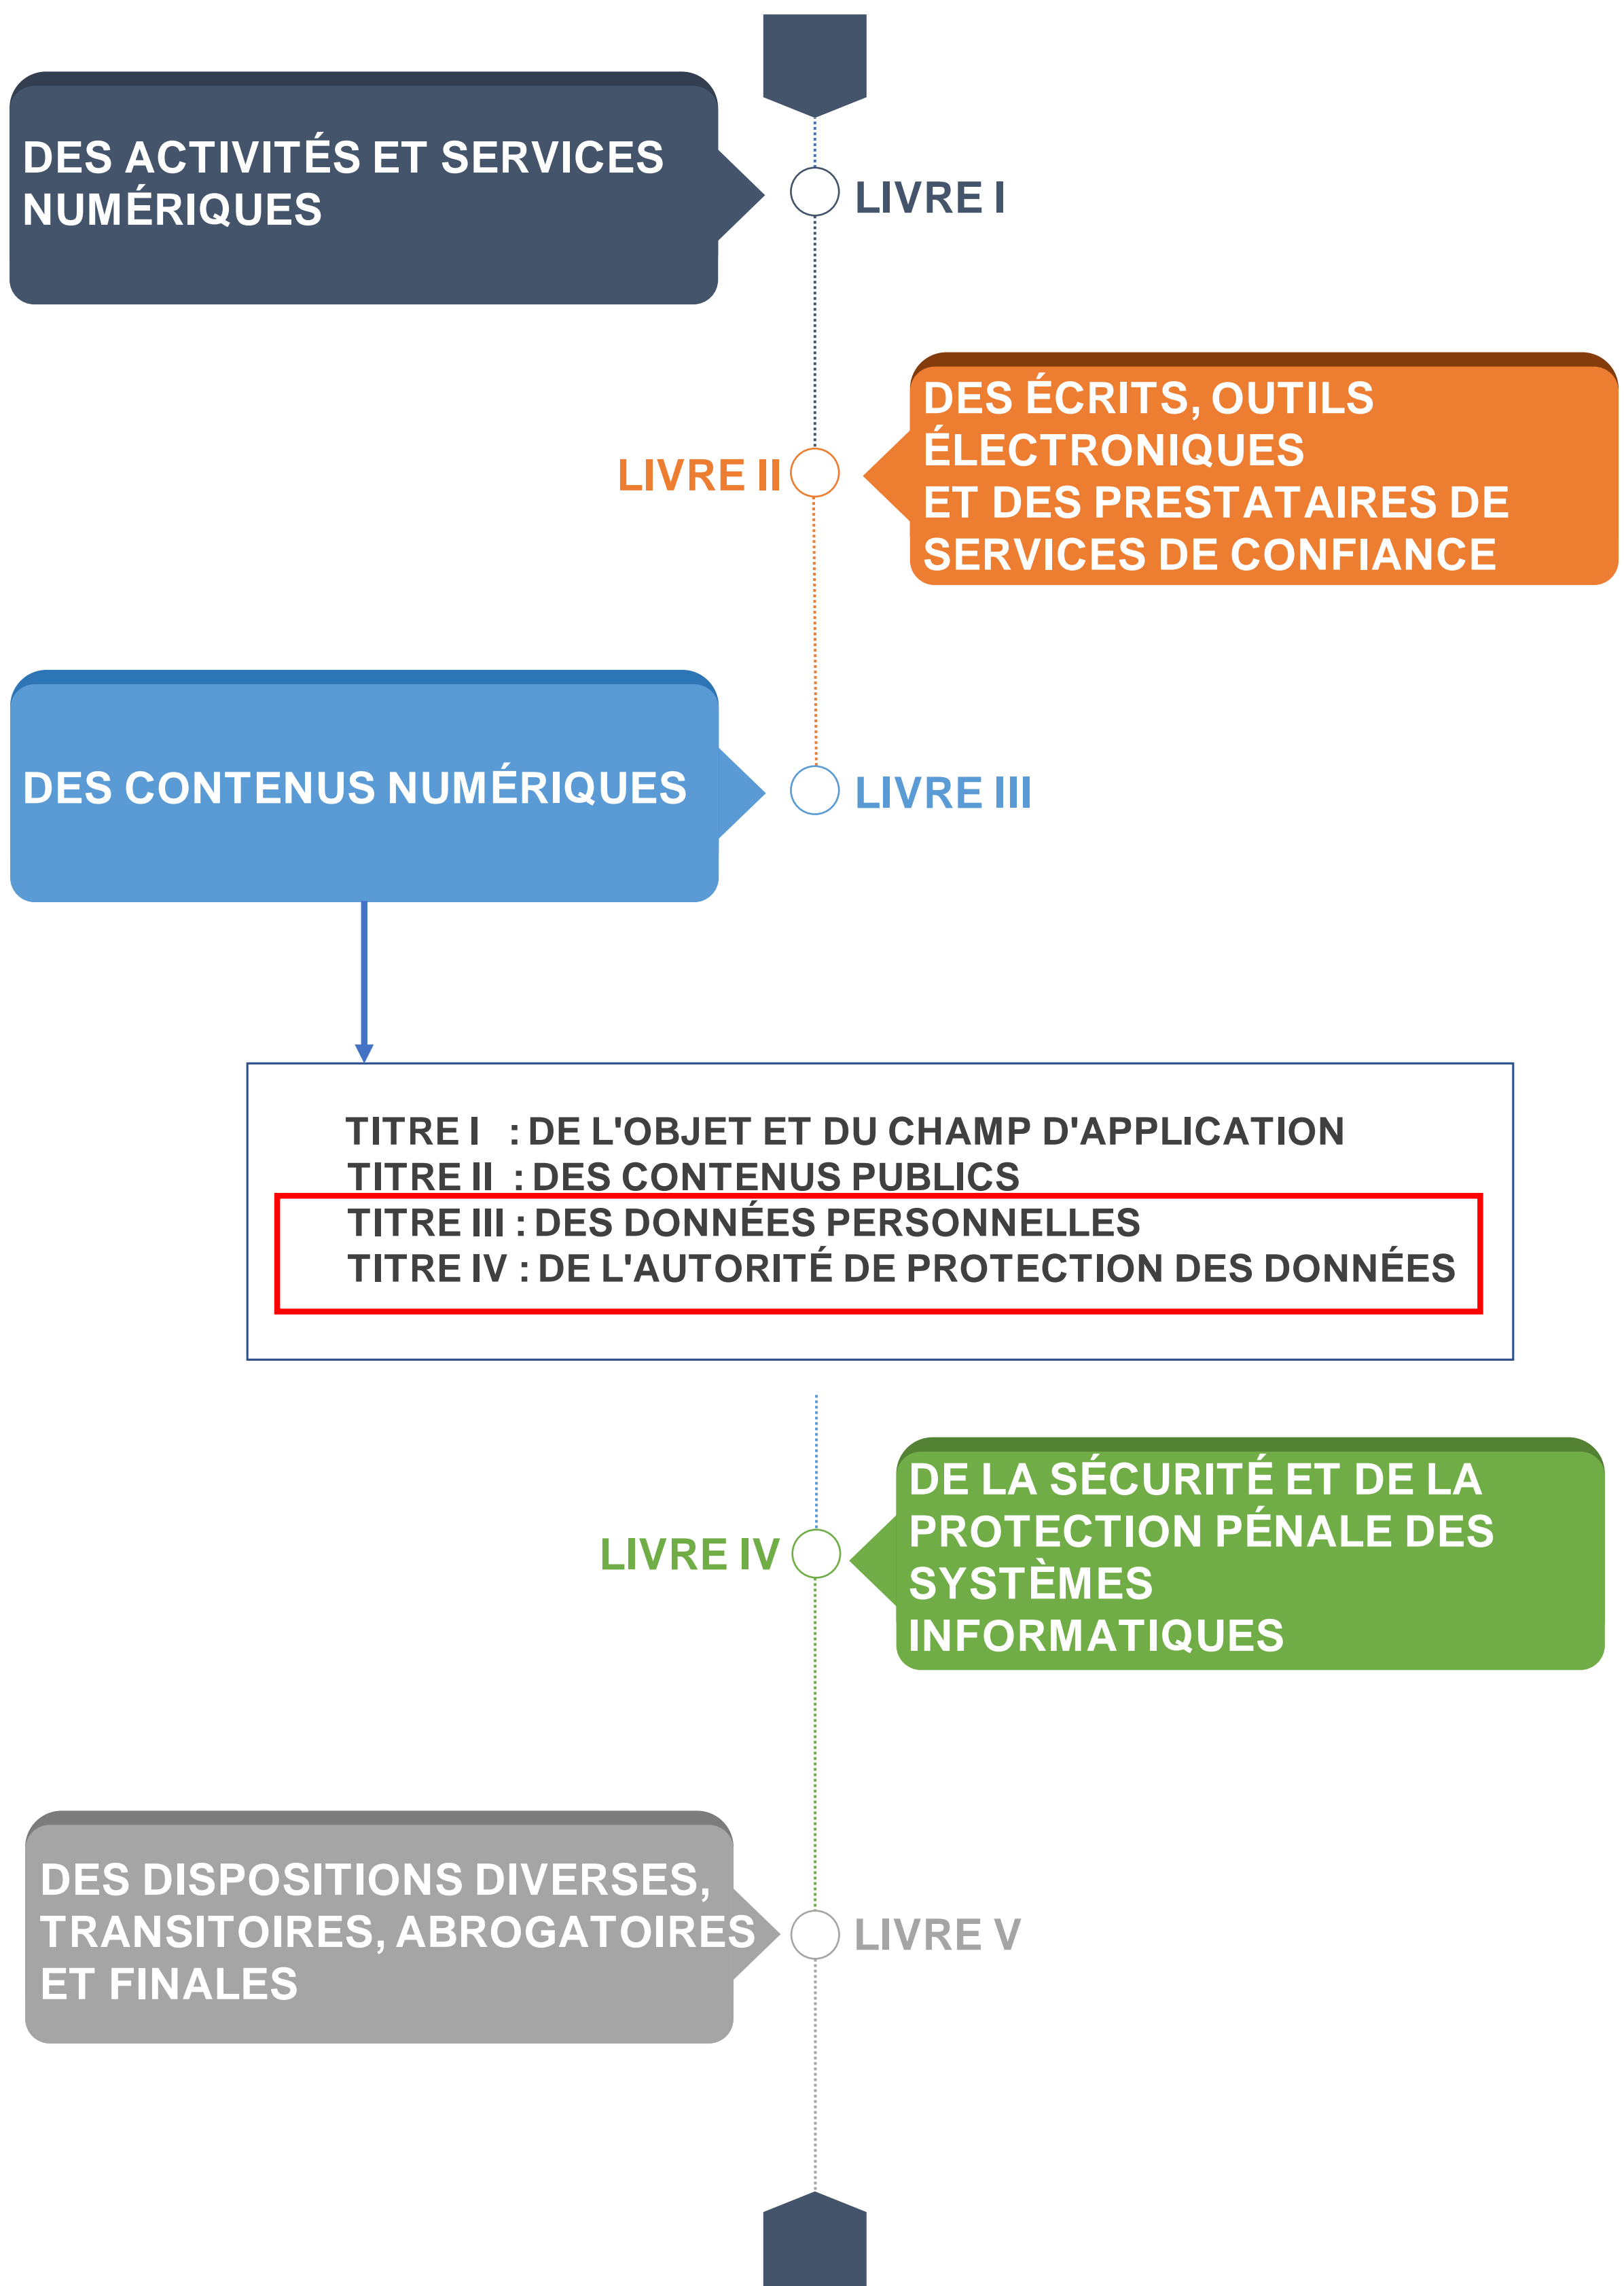 DES ACTIVITÉS ET SERVICES
NUMÉRIQUES
LIVRE I
DES ÉCRITS, OUTILS
ÉLECTRONIQUES
ET DES PRESTATAIRES DE
SERVICES DE CONFIANCE
LIVRE II
DES CONTENUS NUMÉRIQUES
LIVRE III
TITRE I : DE L'OBJET ET DU CHAMP D'APPLICATION
TITRE II : DES CONTENUS PUBLICS
TITRE III : DES DONNÉES PERSONNELLES
TITRE IV : DE L'AUTORITÉ DE PROTECTION DES DONNÉES
DE LA SÉCURITÉ ET DE LA
PROTECTION PÉNALE DES
SYSTÈMES
INFORMATIQUES
LIVRE IV
DES DISPOSITIONS DIVERSES,
TRANSITOIRES, ABROGATOIRES
ET FINALES
LIVRE V